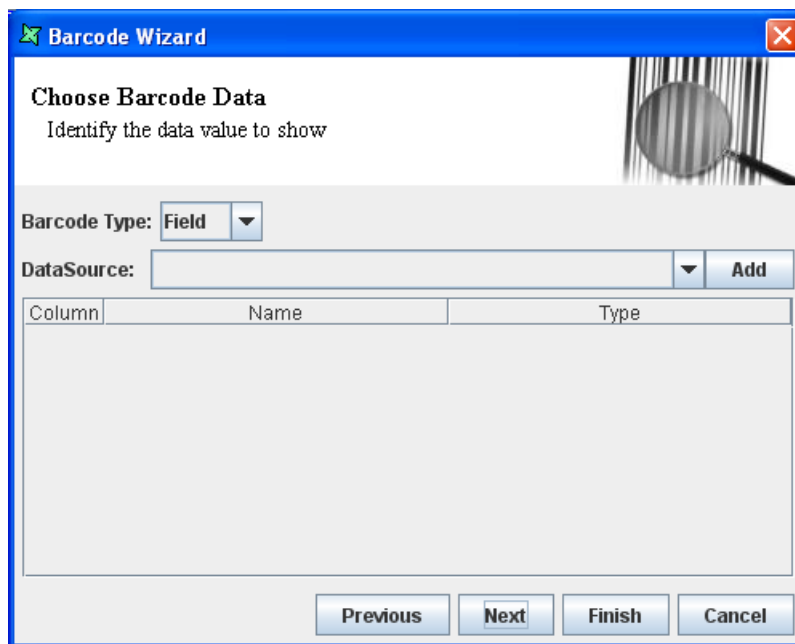 Barcode Wizard
Choose Barcode Data
Identify the data value to show
Barcode Type: Field
DataSource: Add
Column Name Type
Previous Next Finish Cancel